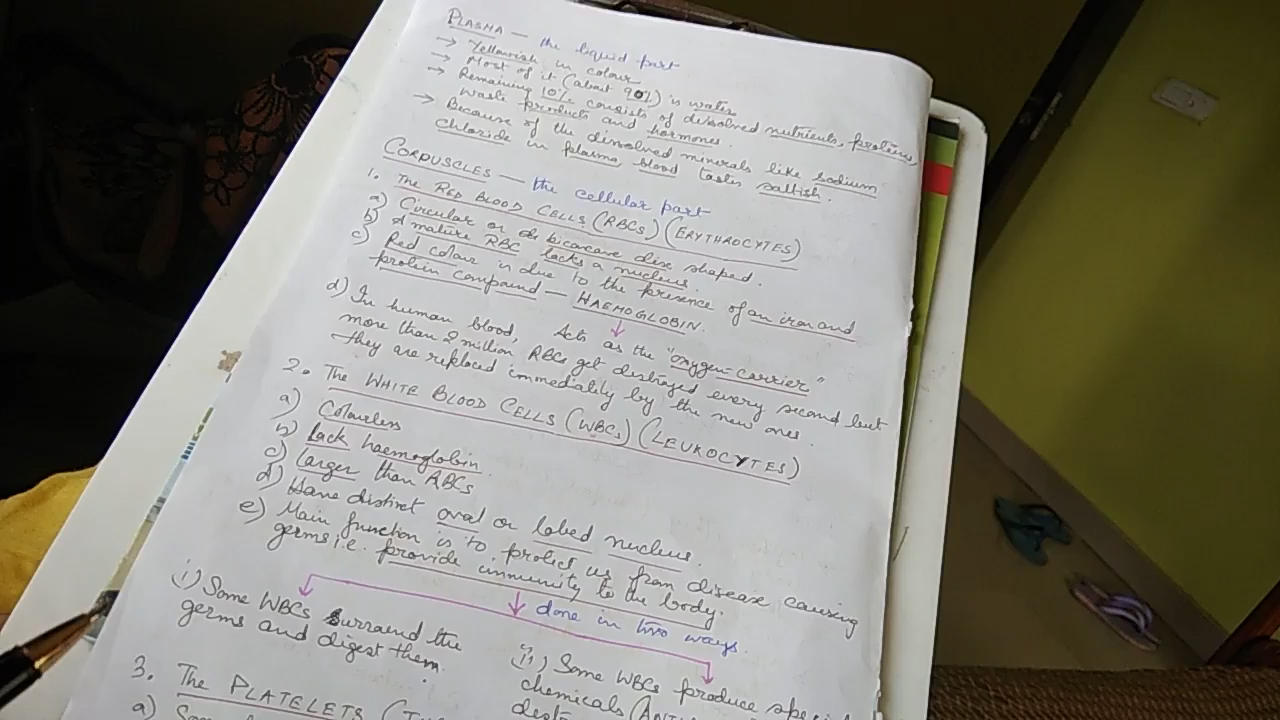 PLASMA — the liquid part
→ Yellowish in colour
→ Most of it (about 90%) is water
→ Remaining 10% consists of dissolved nutrients, proteins,
waste products and hormones.
→ Because of the dissolved minerals like sodium
chloride in plasma, blood tastes saltish.
CORPUSCLES — the cellular part
1. The RED BLOOD CELLS (RBCs) (ERYTHROCYTES)
a) Circular or biconcave disc shaped.
b) A mature RBC lacks a nucleus.
c) Red colour is due to the presence of an iron and
protein compound — HAEMOGLOBIN.
↓
Acts as the "oxygen-carrier"
d) In human blood,
more than 2 million RBCs get destroyed every second but
they are replaced immediately by the new ones.
2. The WHITE BLOOD CELLS (WBCs) (LEUKOCYTES)
a) Colourless
b) Lack haemoglobin.
c) Larger than RBCs
d) Have distinct oval or lobed nucleus.
e) Main function is to protect us from disease causing
germs i.e. provide immunity to the body.
done in two ways.
i) Some WBCs surround the
germs and digest them.
ii) Some WBCs produce
chemicals
3. The PLATELETS
a)